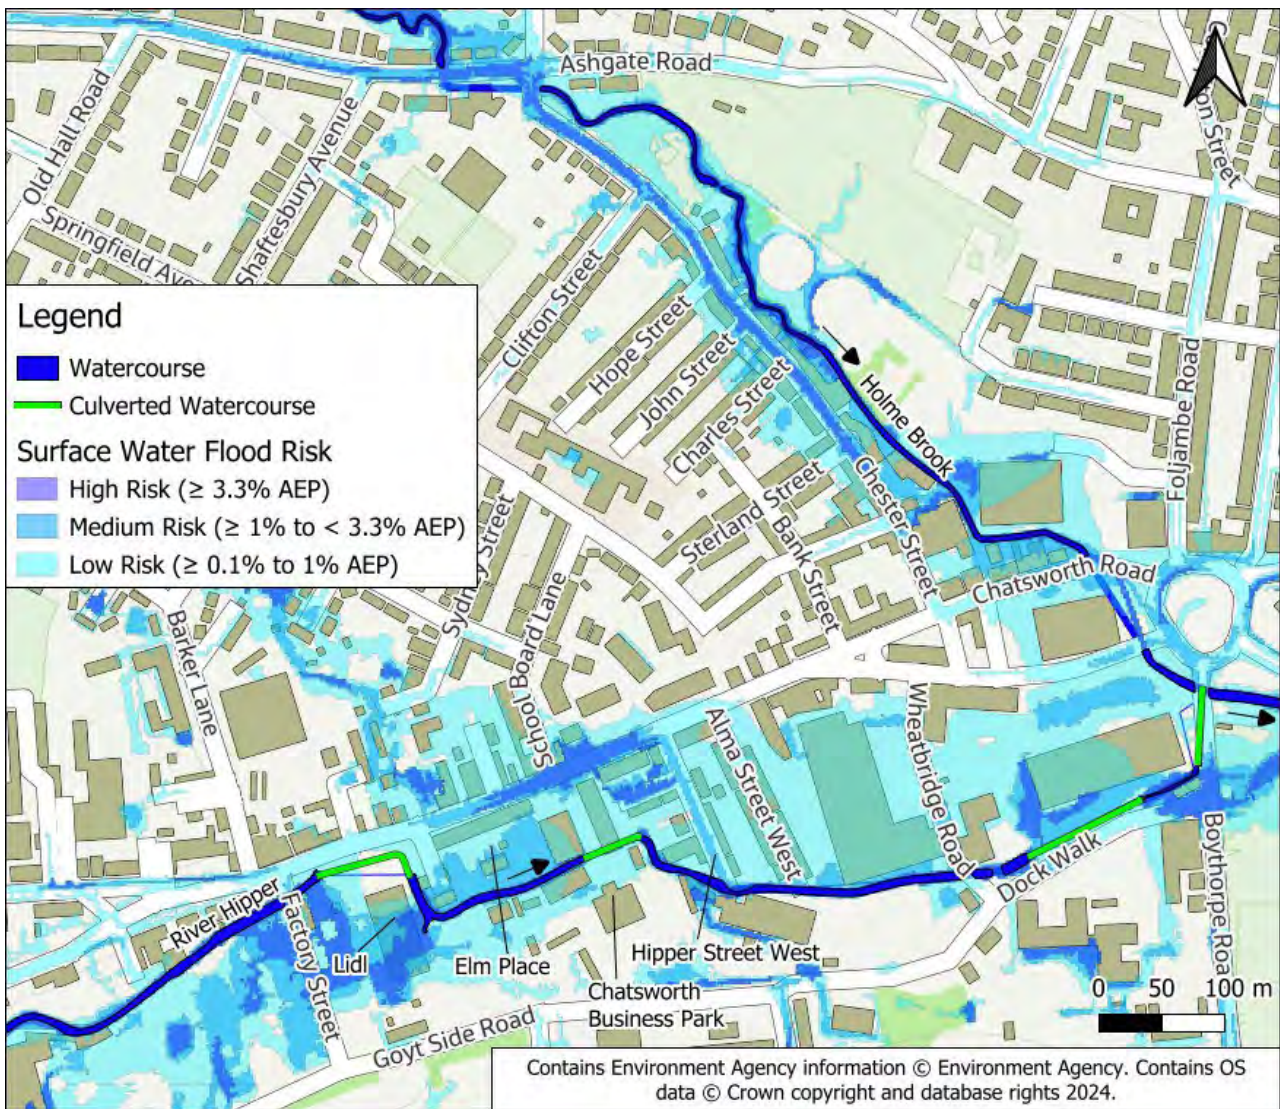 Ashgate Road
Old Hall Road
Shaftesbury Avenue
Springfield Ave
ton Street
Legend
Watercourse
Culverted Watercourse
Surface Water Flood Risk
High Risk (≥ 3.3% AEP)
Medium Risk (≥ 1% to < 3.3% AEP)
Low Risk (≥ 0.1% to 1% AEP)
Clifton Street
Hope Street
John Street
Charles Street
Holme Brook
Foljambe Road
Chester Street
Sterland Street
Bank Street
Chatsworth Road
Sydney Street
School Board Lane
Barker Lane
Alma Street West
Wheatbridge Road
Dock Walk
Boythorpe Road
River Hipper
Factory Street
Lidl
Elm Place
Hipper Street West
Chatsworth
Business Park
Goyt Side Road
0 50 100 m
Contains Environment Agency information © Environment Agency. Contains OS
data © Crown copyright and database rights 2024.